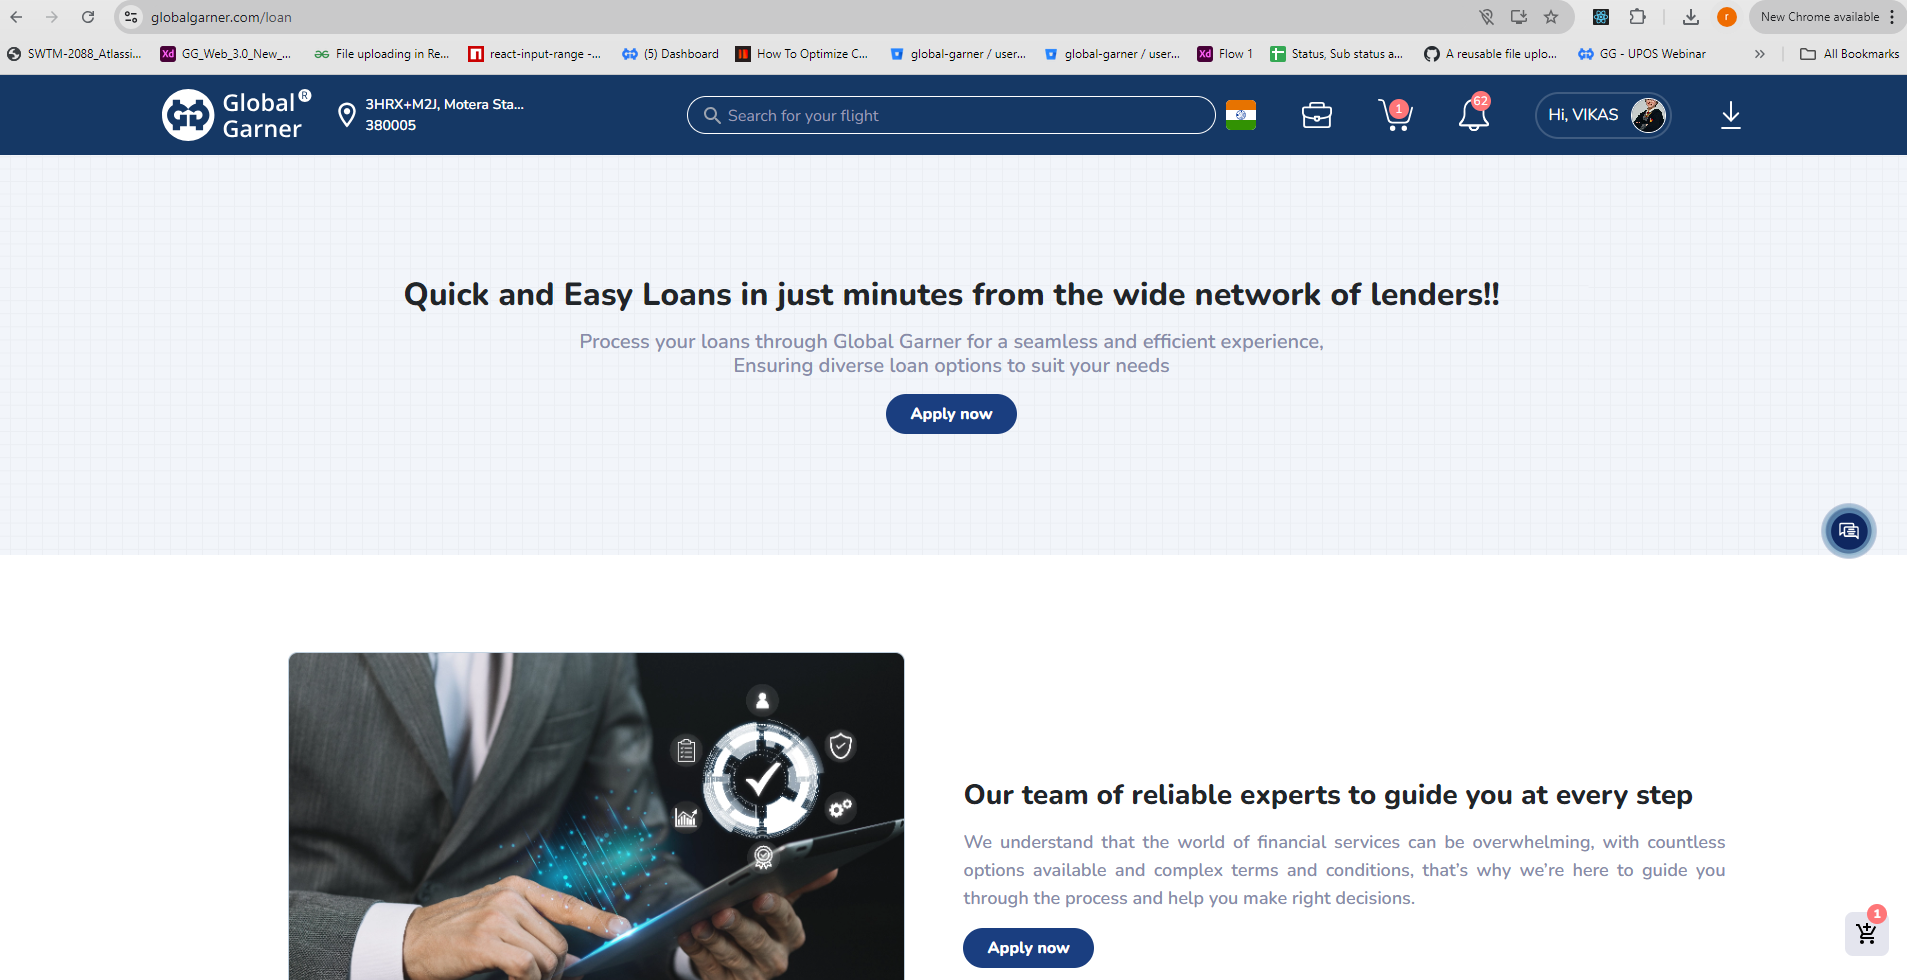 globalgarner.com/loan
New Chrome available
SWTM-2088_Atlassi...
GG_Web_3.0_New_...
File uploading in Re...
react-input-range -...
(5) Dashboard
How To Optimize C...
global-garner / user...
global-garner / user...
Flow 1
Status, Sub status a...
A reusable file uplo...
GG - UPOS Webinar
All Bookmarks
Global
Garner
®
3HRX+M2J, Motera Sta...
380005
Search for your flight
1
62
Hi, VIKAS
Quick and Easy Loans in just minutes from the wide network of lenders!!
Process your loans through Global Garner for a seamless and efficient experience,
Ensuring diverse loan options to suit your needs
Apply now
Our team of reliable experts to guide you at every step
We understand that the world of financial services can be overwhelming, with countless
options available and complex terms and conditions, that's why we're here to guide you
through the process and help you make right decisions.
Apply now
1